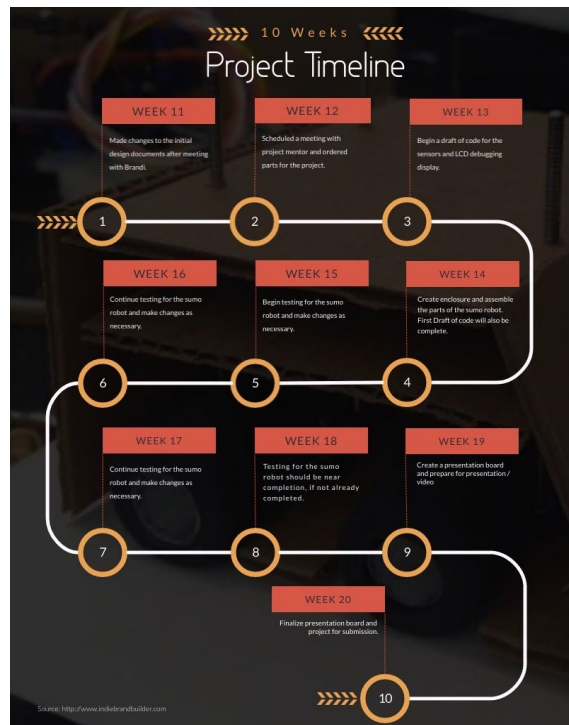 10 Weeks
Project Timeline
WEEK 11
Made changes to the initial
design documents after meeting
with Brandi.
1
WEEK 12
Scheduled a meeting with
project mentor and ordered
parts for the project.
2
WEEK 13
Begin a draft of code for the
sensors and LCD debugging
display.
3
WEEK 14
Create enclosure and assemble
the parts of the sumo robot.
First Draft of code will also be
complete.
4
WEEK 15
Begin testing for the sumo
robot and make changes as
necessary.
5
WEEK 16
Continue testing for the sumo
robot and make changes as
necessary.
6
WEEK 17
Continue testing for the sumo
robot and make changes as
necessary.
7
WEEK 18
Testing for the sumo
robot should be near
completion, if not already
completed.
8
WEEK 19
Create a presentation board
and prepare for presentation /
video
9
WEEK 20
Finalize presentation board and
project for submission.
10
Source: http://www.indiebrandbuilder.com